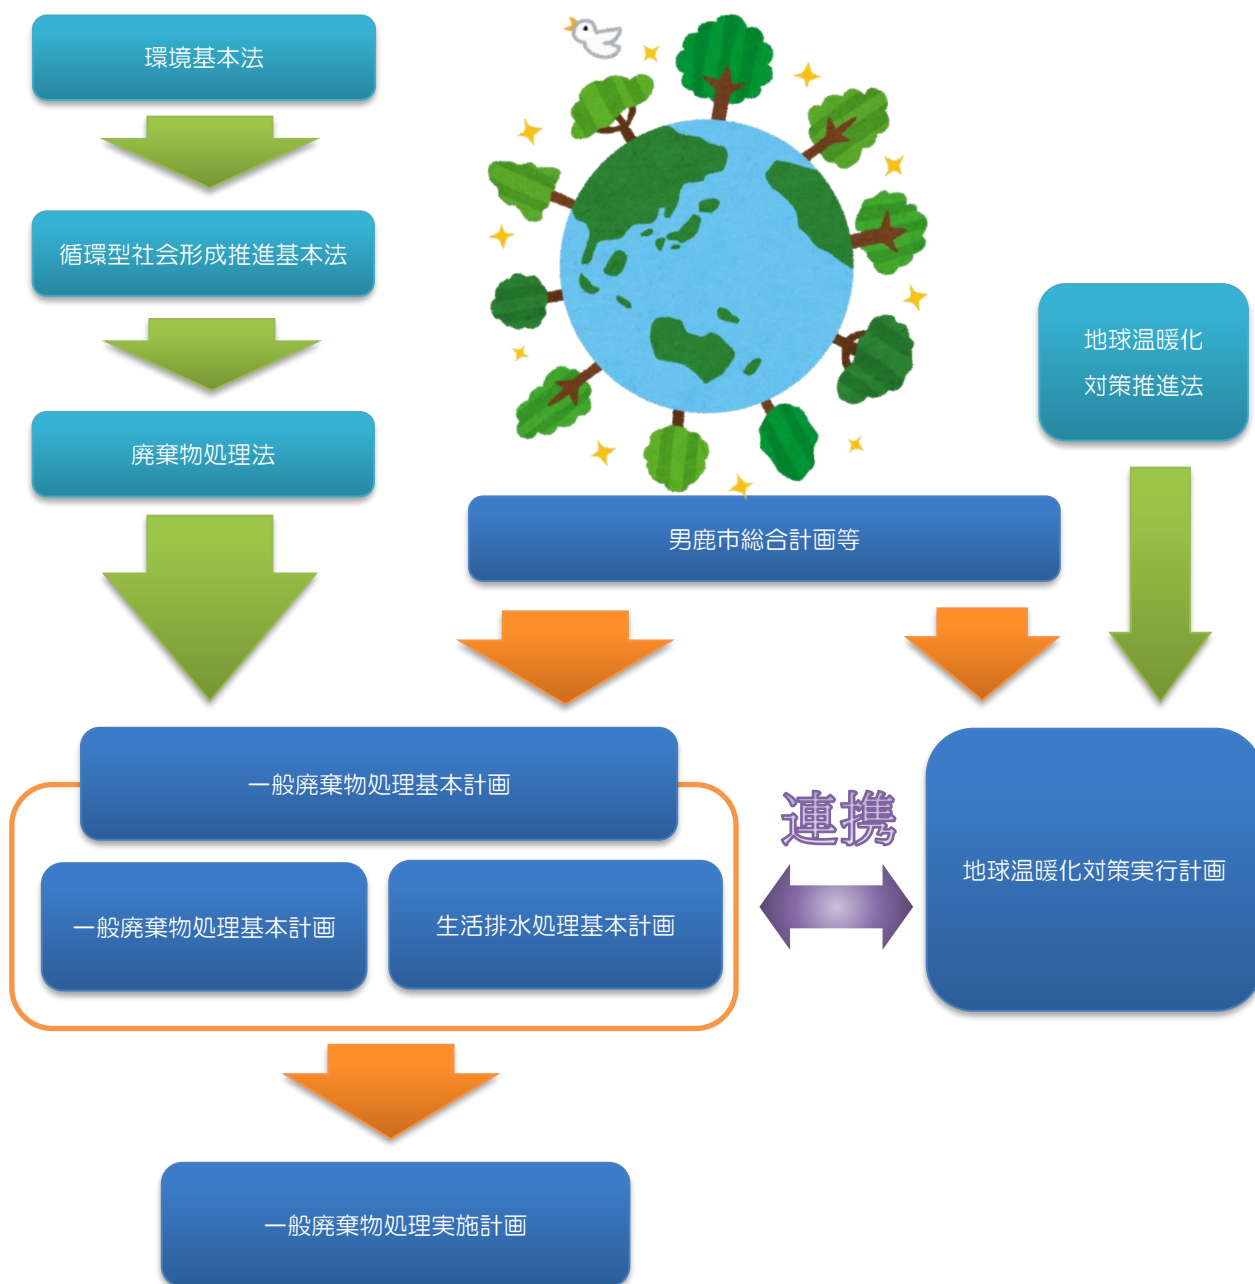 環境基本法
循環型社会形成推進基本法
廃棄物処理法
地球温暖化
対策推進法
男鹿市総合計画等
一般廃棄物処理基本計画
一般廃棄物処理基本計画
生活排水処理基本計画
連携
地球温暖化対策実行計画
一般廃棄物処理実施計画